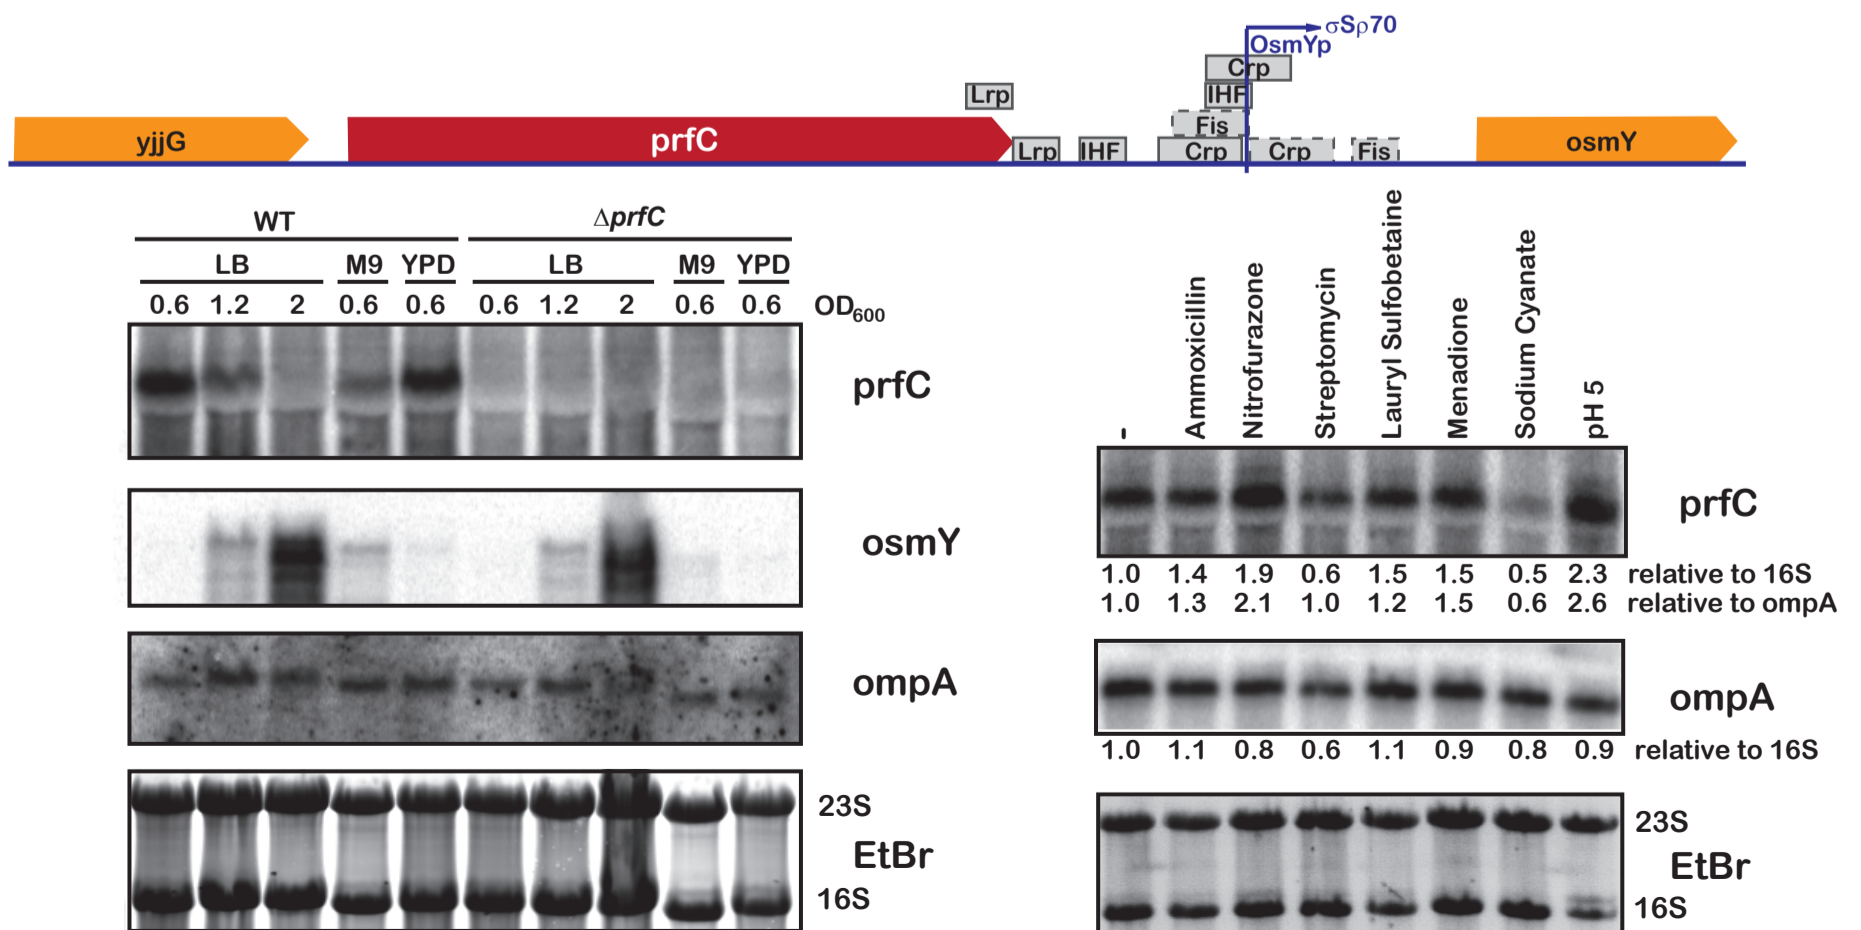 σSρ70
OsmYp
Crp
Lrp
IHF
Fis
yjjG
prfC
Lrp
IHF
Crp
Crp
Fis
osmY
WT
ΔprfC
LB
M9
YPD
LB
M9
YPD
0.6 1.2 2 0.6 0.6 0.6 1.2 2 0.6 0.6 OD600
prfC
osmY
ompA
23S
EtBr
16S
-
Ammoxicillin
Nitrofurazone
Streptomycin
Lauryl Sulfobetaine
Menadione
Sodium Cyanate
pH 5
prfC
1.0 1.4 1.9 0.6 1.5 1.5 0.5 2.3 relative to 16S
1.0 1.3 2.1 1.0 1.2 1.5 0.6 2.6 relative to ompA
ompA
1.0 1.1 0.8 0.6 1.1 0.9 0.8 0.9 relative to 16S
23S
EtBr
16S